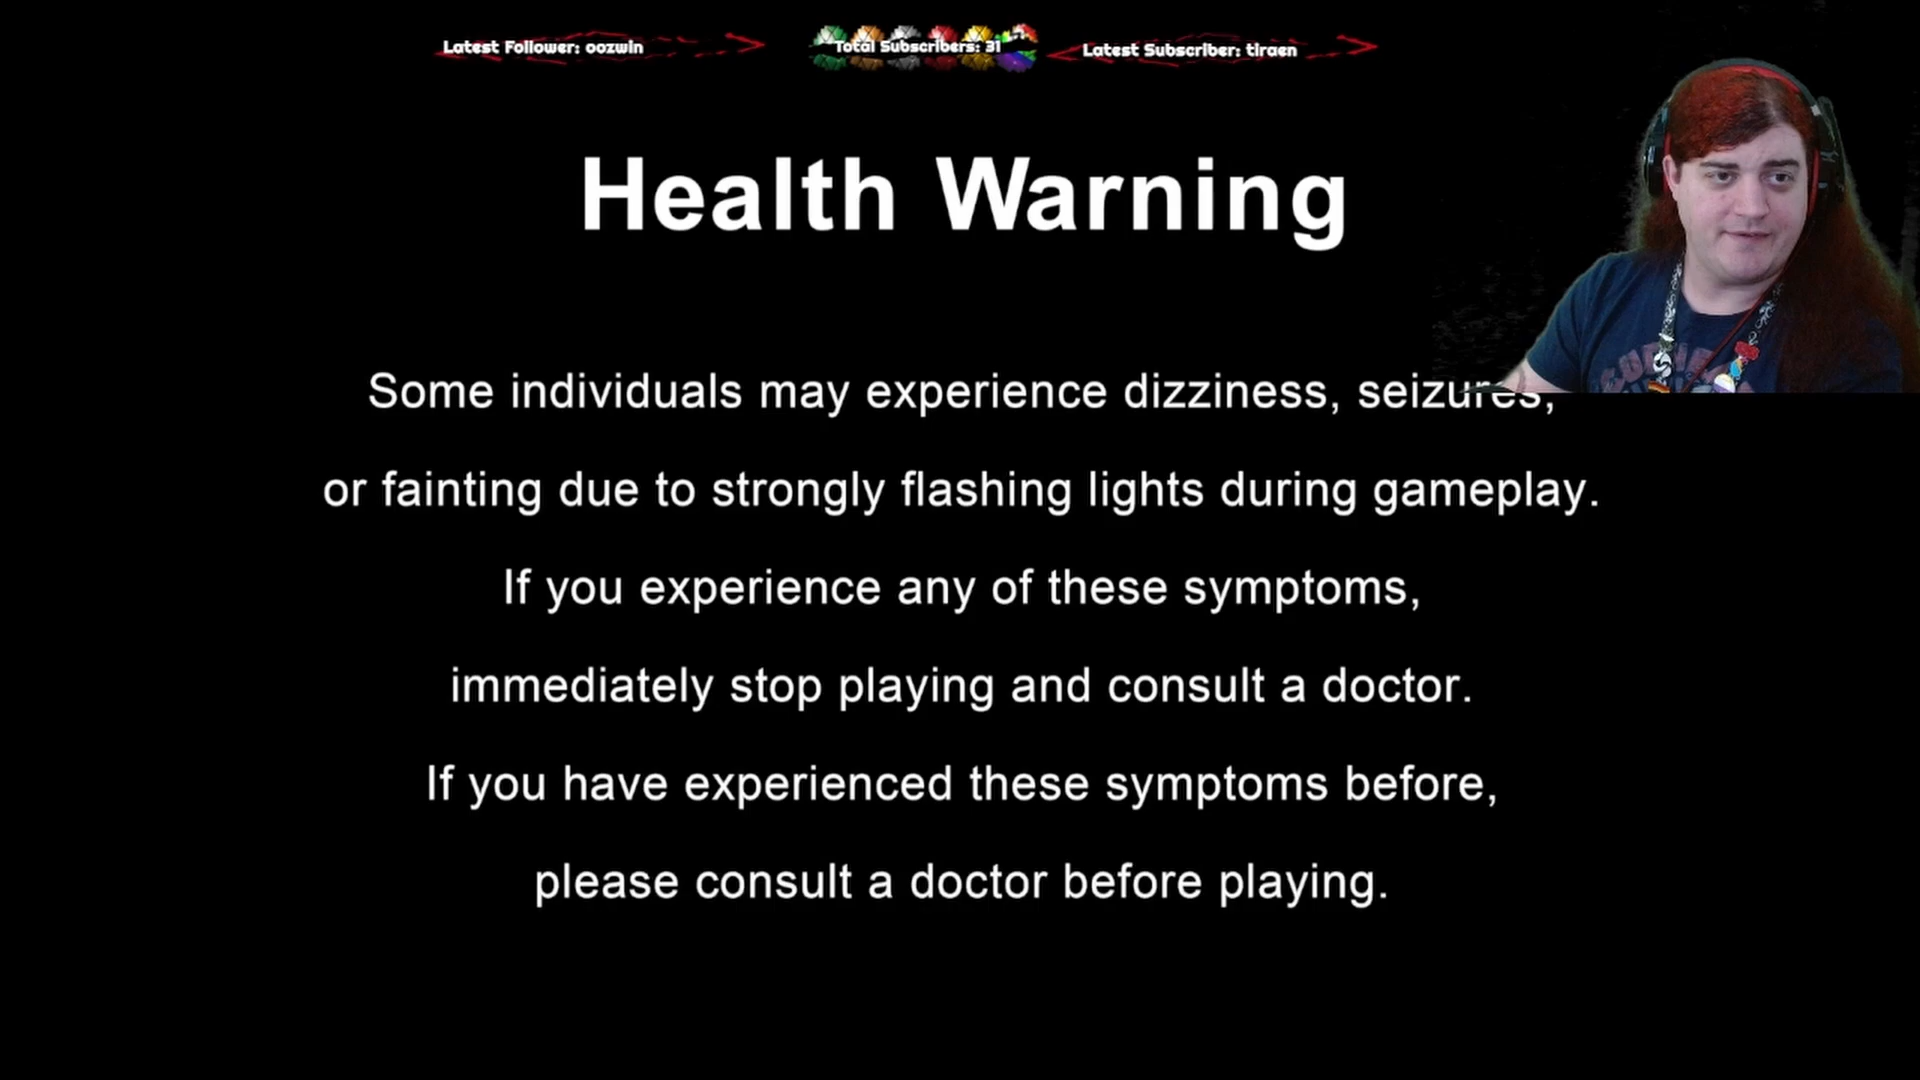 Latest Follower: oozwin
Total Subscribers: 31
Latest Subscriber: tiraen
Health Warning
Some individuals may experience dizziness, seizures,
or fainting due to strongly flashing lights during gameplay.
If you experience any of these symptoms,
immediately stop playing and consult a doctor.
If you have experienced these symptoms before,
please consult a doctor before playing.